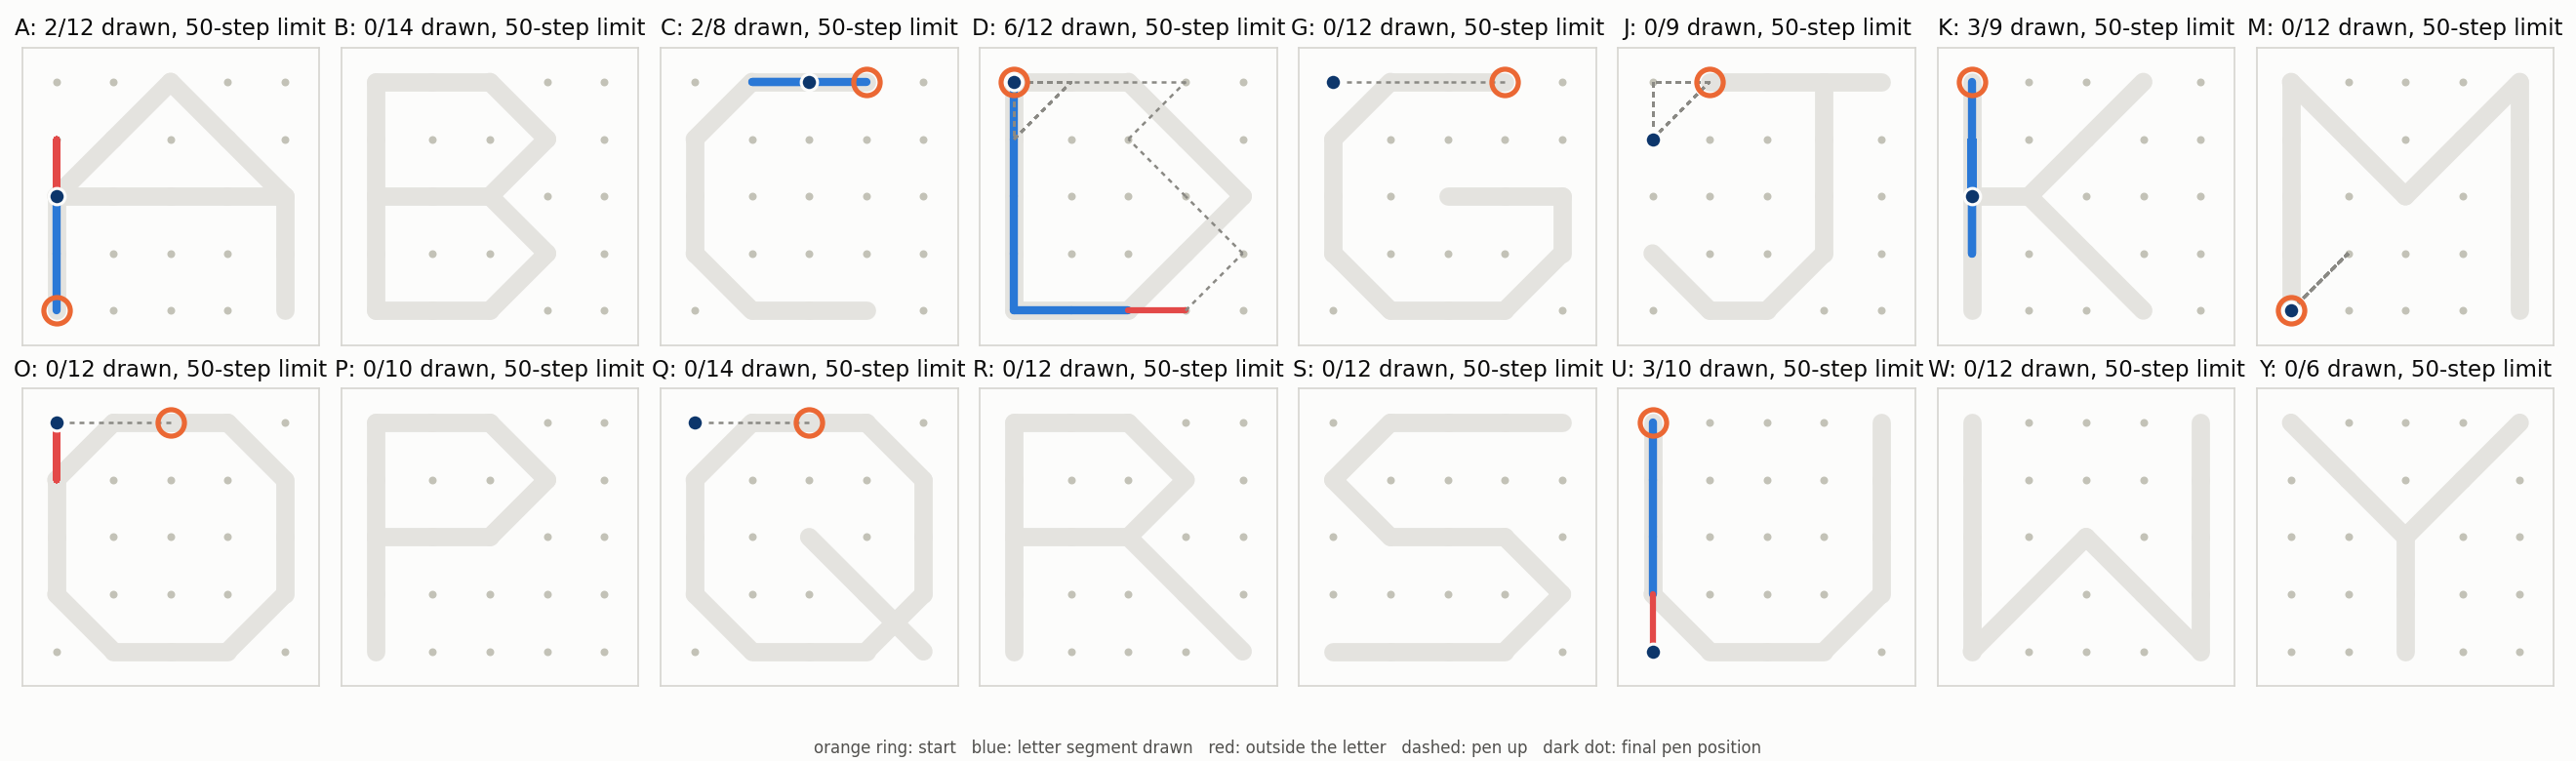 A: 2/12 drawn, 50-step limit
B: 0/14 drawn, 50-step limit
C: 2/8 drawn, 50-step limit
D: 6/12 drawn, 50-step limit
G: 0/12 drawn, 50-step limit
J: 0/9 drawn, 50-step limit
K: 3/9 drawn, 50-step limit
M: 0/12 drawn, 50-step limit
O: 0/12 drawn, 50-step limit
P: 0/10 drawn, 50-step limit
Q: 0/14 drawn, 50-step limit
R: 0/12 drawn, 50-step limit
S: 0/12 drawn, 50-step limit
U: 3/10 drawn, 50-step limit
W: 0/12 drawn, 50-step limit
Y: 0/6 drawn, 50-step limit
orange ring: start   blue: letter segment drawn   red: outside the letter   dashed: pen up   dark dot: final pen position